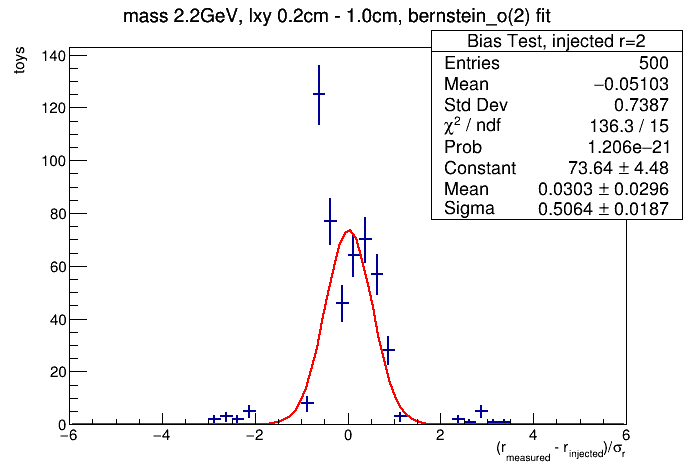 mass 2.2GeV, lxy 0.2cm - 1.0cm, bernstein_o(2) fit
Bias Test, injected r=2
Entries 500
Mean −0.05103
Std Dev 0.7387
χ² / ndf 136.3 / 15
Prob 1.206e−21
Constant 73.64 ± 4.48
Mean 0.0303 ± 0.0296
Sigma 0.5064 ± 0.0187
toys
140
120
100
80
60
40
20
0
−6 −4 −2 0 2 4 6
(r_measured - r_injected)/σ_r